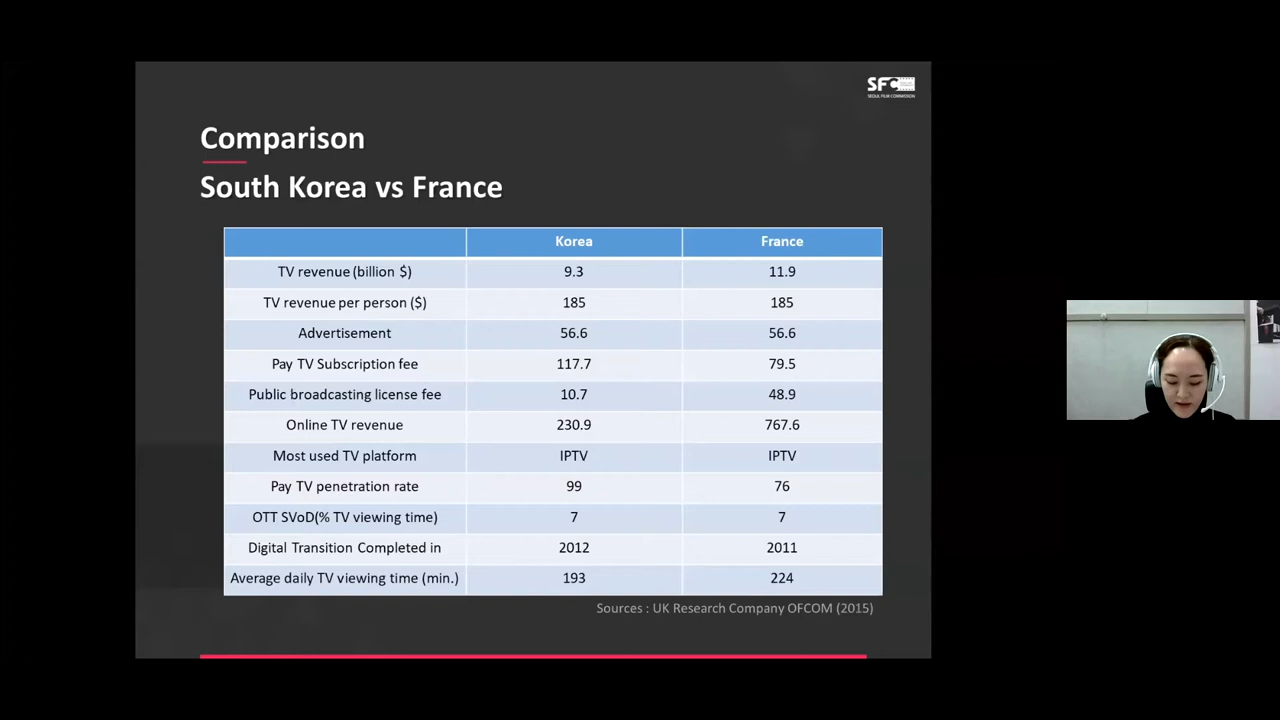 SFC
SEOUL FILM COMMISSION
Comparison
South Korea vs France
Korea France
TV revenue (billion $) 9.3 11.9
TV revenue per person ($) 185 185
Advertisement 56.6 56.6
Pay TV Subscription fee 117.7 79.5
Public broadcasting license fee 10.7 48.9
Online TV revenue 230.9 767.6
Most used TV platform IPTV IPTV
Pay TV penetration rate 99 76
OTT SVoD(% TV viewing time) 7 7
Digital Transition Completed in 2012 2011
Average daily TV viewing time (min.) 193 224
Sources : UK Research Company OFCOM (2015)